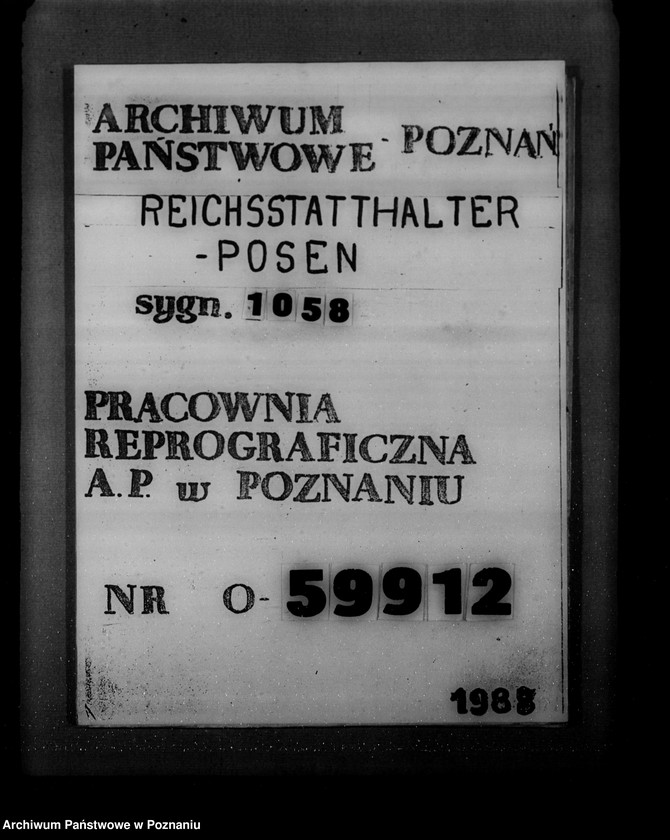 ARCHIWUM
PAŃSTWOWE - POZNAŃ
REICHSSTATTHALTER
-POSEN
sygn. 1058
PRACOWNIA
REPROGRAFICZNA
A.P. w POZNANIU
NR O-59912
1988
Archiwum Państwowe w Poznaniu